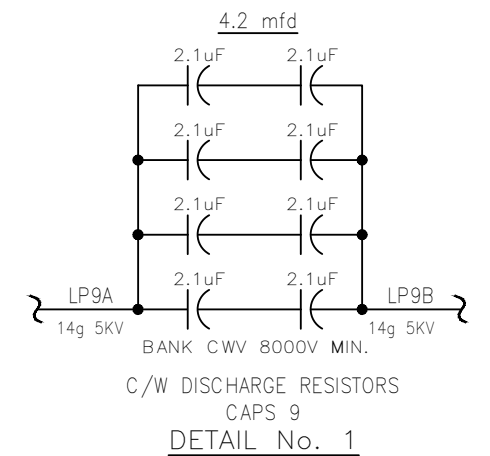 4.2 mfd
2.1uF 2.1uF
2.1uF 2.1uF
2.1uF 2.1uF
2.1uF 2.1uF
LP9A LP9B
14g 5KV 14g 5KV
BANK CWV 8000V MIN.
C/W DISCHARGE RESISTORS
CAPS 9
DETAIL No. 1